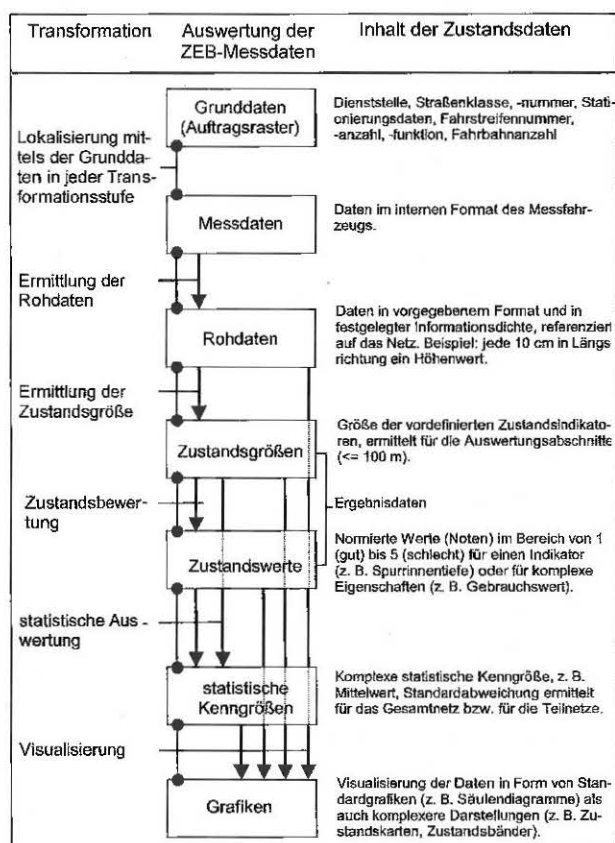 Transformation
Auswertung der
ZEB-Messdaten
Inhalt der Zustandsdaten
Grunddaten
(Auftragsraster)
Dienststelle, Straßenklasse, -nummer, Stati-
onierungsdaten, Fahrstreifennummer,
-anzahl, -funktion, Fahrbahnanzahl
Lokalisierung mit-
tels der Grundda-
ten in jeder Trans-
formationsstufe
Messdaten
Daten im internen Format des Messfahr-
zeugs.
Ermittlung der
Rohdaten
Rohdaten
Daten in vorgegebenem Format und in
festgelegter Informationsdichte, referenziert
auf das Netz. Beispiel: jede 10 cm in Längs
richtung ein Höhenwert.
Ermittlung der
Zustandsgröße
Zustandsgrößen
Größe der vordefinierten Zustandsindikato-
ren, ermittelt für die Auswertungsabschnitte
(<= 100 m).
Ergebnisdaten
Zustandsbewer-
tung
Zustandswerte
Normierte Werte (Noten) im Bereich von 1
(gut) bis 5 (schlecht) für einen Indikator
(z. B. Spurrinnentiefe) oder für komplexe
Eigenschaften (z. B. Gebrauchswert).
statistische Aus -
wertung
statistische
Kenngrößen
Komplexe statistische Kenngröße, z. B.
Mittelwert, Standardabweichung ermittelt
für das Gesamtnetz bzw. für die Teilnetze.
Visualisierung
Grafiken
Visualisierung der Daten in Form von Stan-
dardgrafiken (z. B. Säulendiagramme) als
auch komplexere Darstellungen (z. B. Zu-
standskarten, Zustandsbänder).